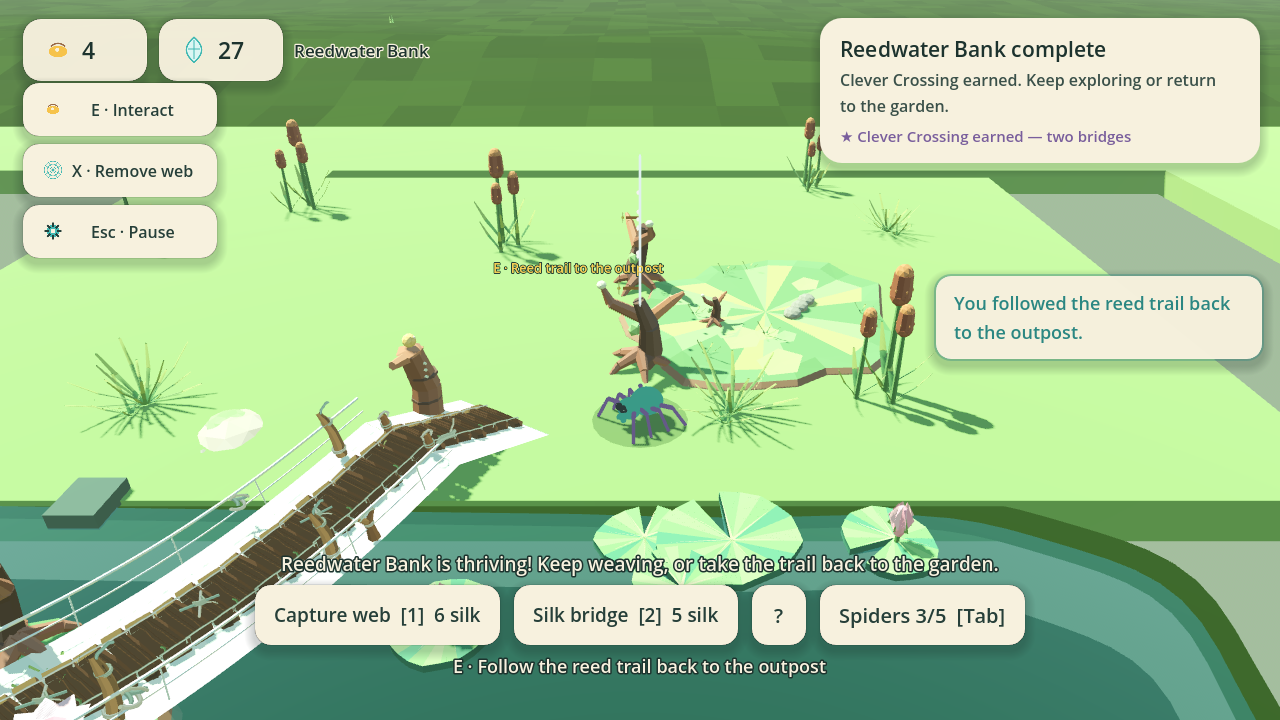 4
27
Reedwater Bank
E · Interact
X · Remove web
Esc · Pause
Reedwater Bank complete
Clever Crossing earned. Keep exploring or return
to the garden.
★ Clever Crossing earned — two bridges
E · Reed trail to the outpost
You followed the reed trail back
to the outpost.
Reedwater Bank is thriving! Keep weaving, or take the trail back to the garden.
Capture web [1] 6 silk
Silk bridge [2] 5 silk
?
Spiders 3/5 [Tab]
E · Follow the reed trail back to the outpost